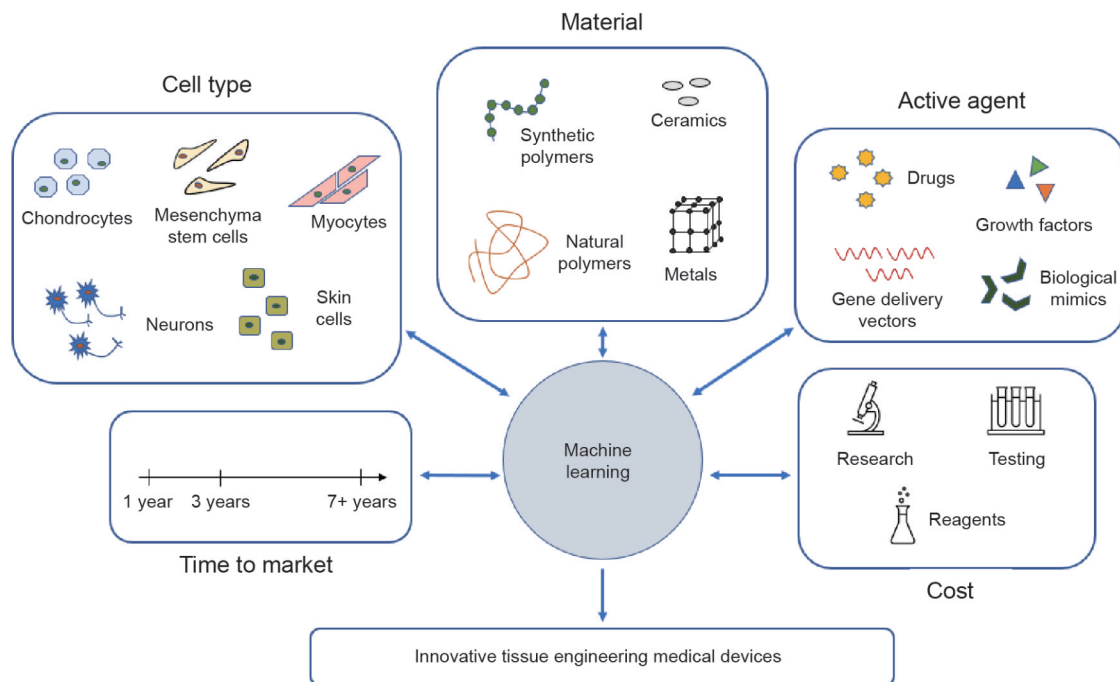 Material
Cell type
Active agent
Synthetic
polymers
Ceramics
Natural
polymers
Metals
Chondrocytes
Mesenchyma
stem cells
Myocytes
Neurons
Skin
cells
Drugs
Growth factors
Gene delivery
vectors
Biological
mimics
Machine
learning
1 year
3 years
7+ years
Time to market
Research
Testing
Reagents
Cost
Innovative tissue engineering medical devices